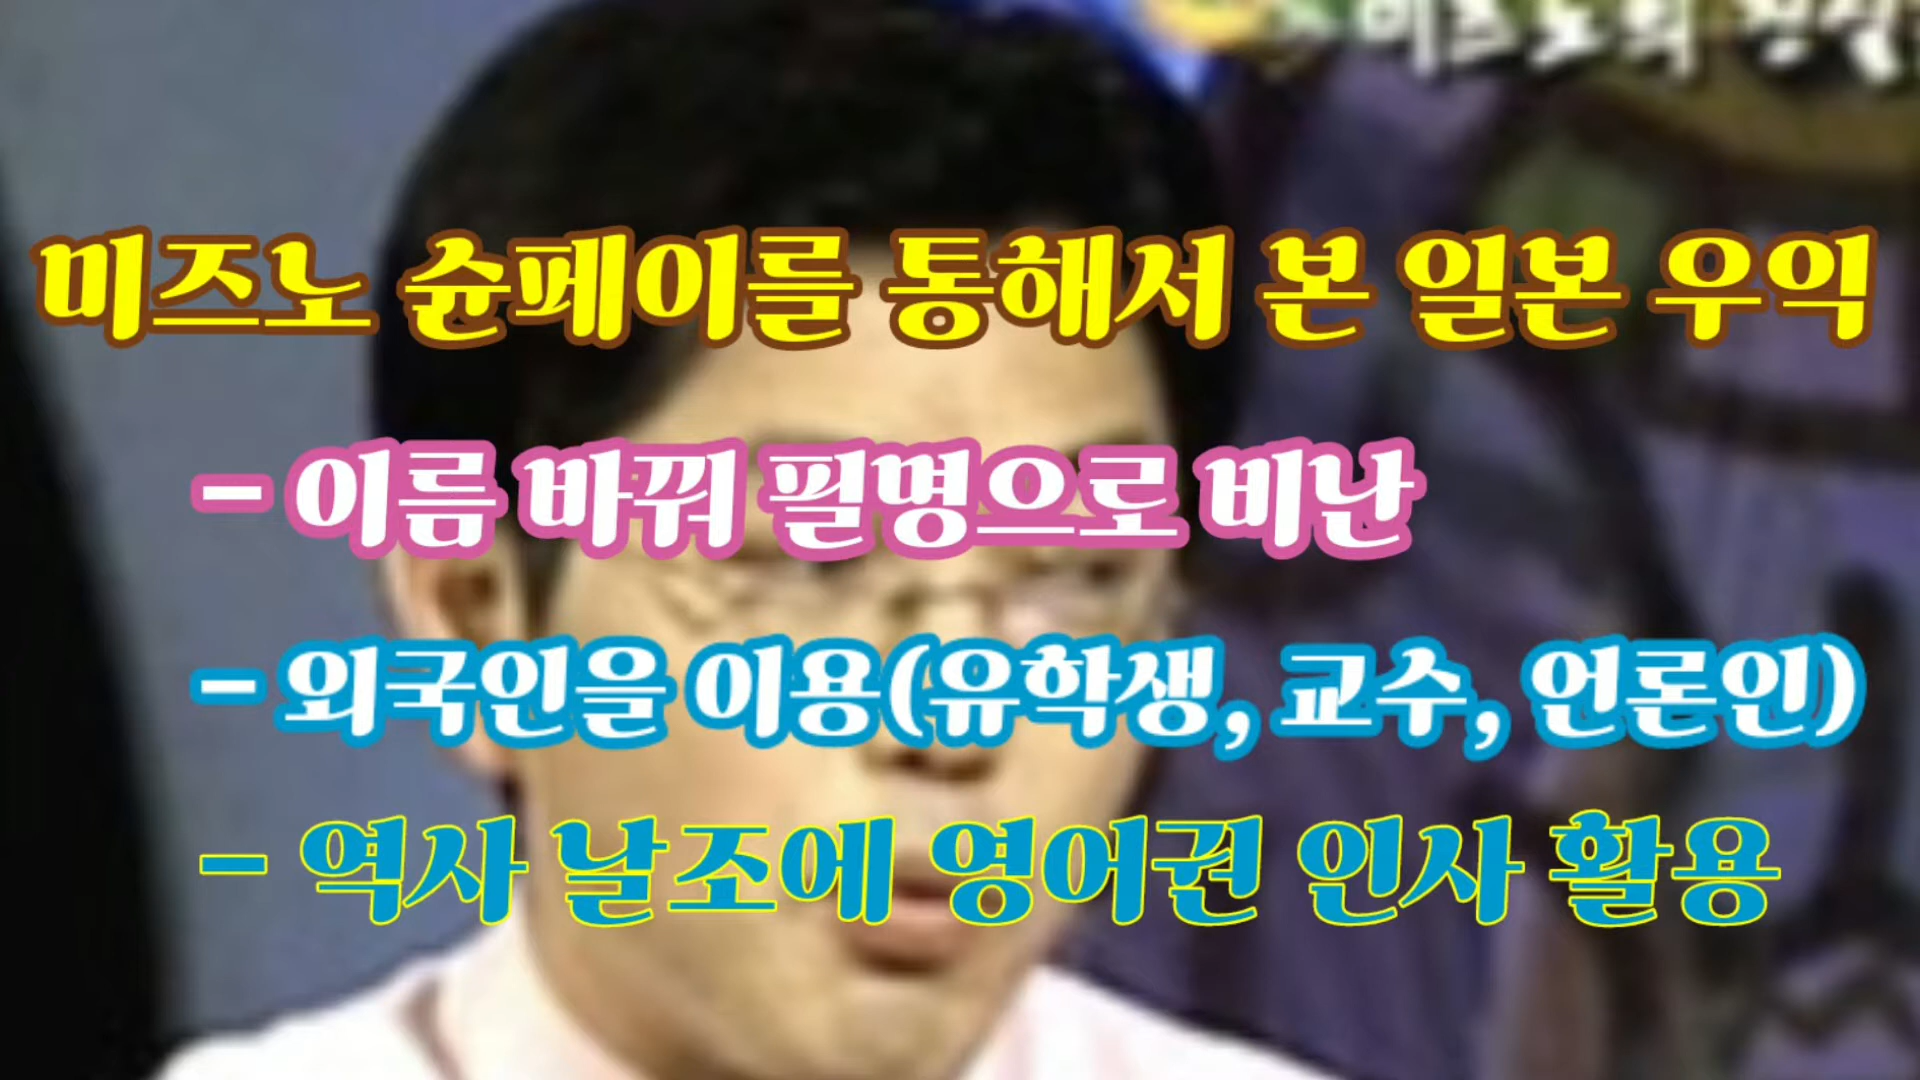 미즈노 슌페이를 통해서 본 일본 우익
- 이름 바꿔 필명으로 비난
- 외국인을 이용(유학생, 교수, 언론인)
- 역사 날조에 영어권 인사 활용